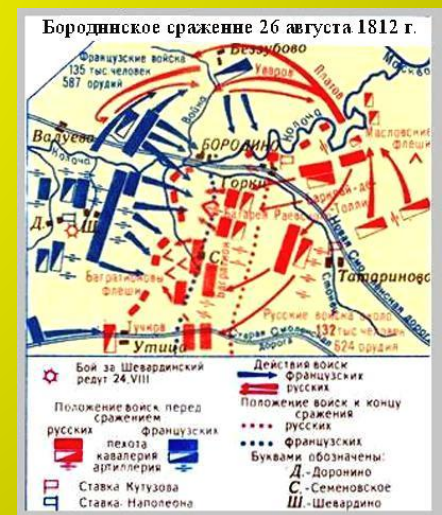 Бородинское сражение 26 августа 1812 г.
Французские войска
135 тыс. человек
587 орудий
Беззубово
Уваров
Платов
Москва
Война
Валуево
Колоча
БОРОДИНО
Колоча
Масловские
флеши
Горки
Барклай-де-
Толли
Батарея Раевского
Д. Ш.
С.
Багратион
Багратионовы
флеши
Татариново
Новая Смоленская дорога
Русские войска около
132 тыс человек
624 орудий
Тучков
Утица
Старая Смоленская
дорога
Бой за Шевардинский
редут 24.VIII
Действия войск
французских
русских
Положение войск перед
сражением
русских французских
пехота
кавалерия
артиллерия
Ставка Кутузова
Ставка Наполеона
Положение войск к концу
сражения
русских
французских
Буквами обозначены:
Д.-Доронино
С.-Семеновское
Ш.-Шевардино